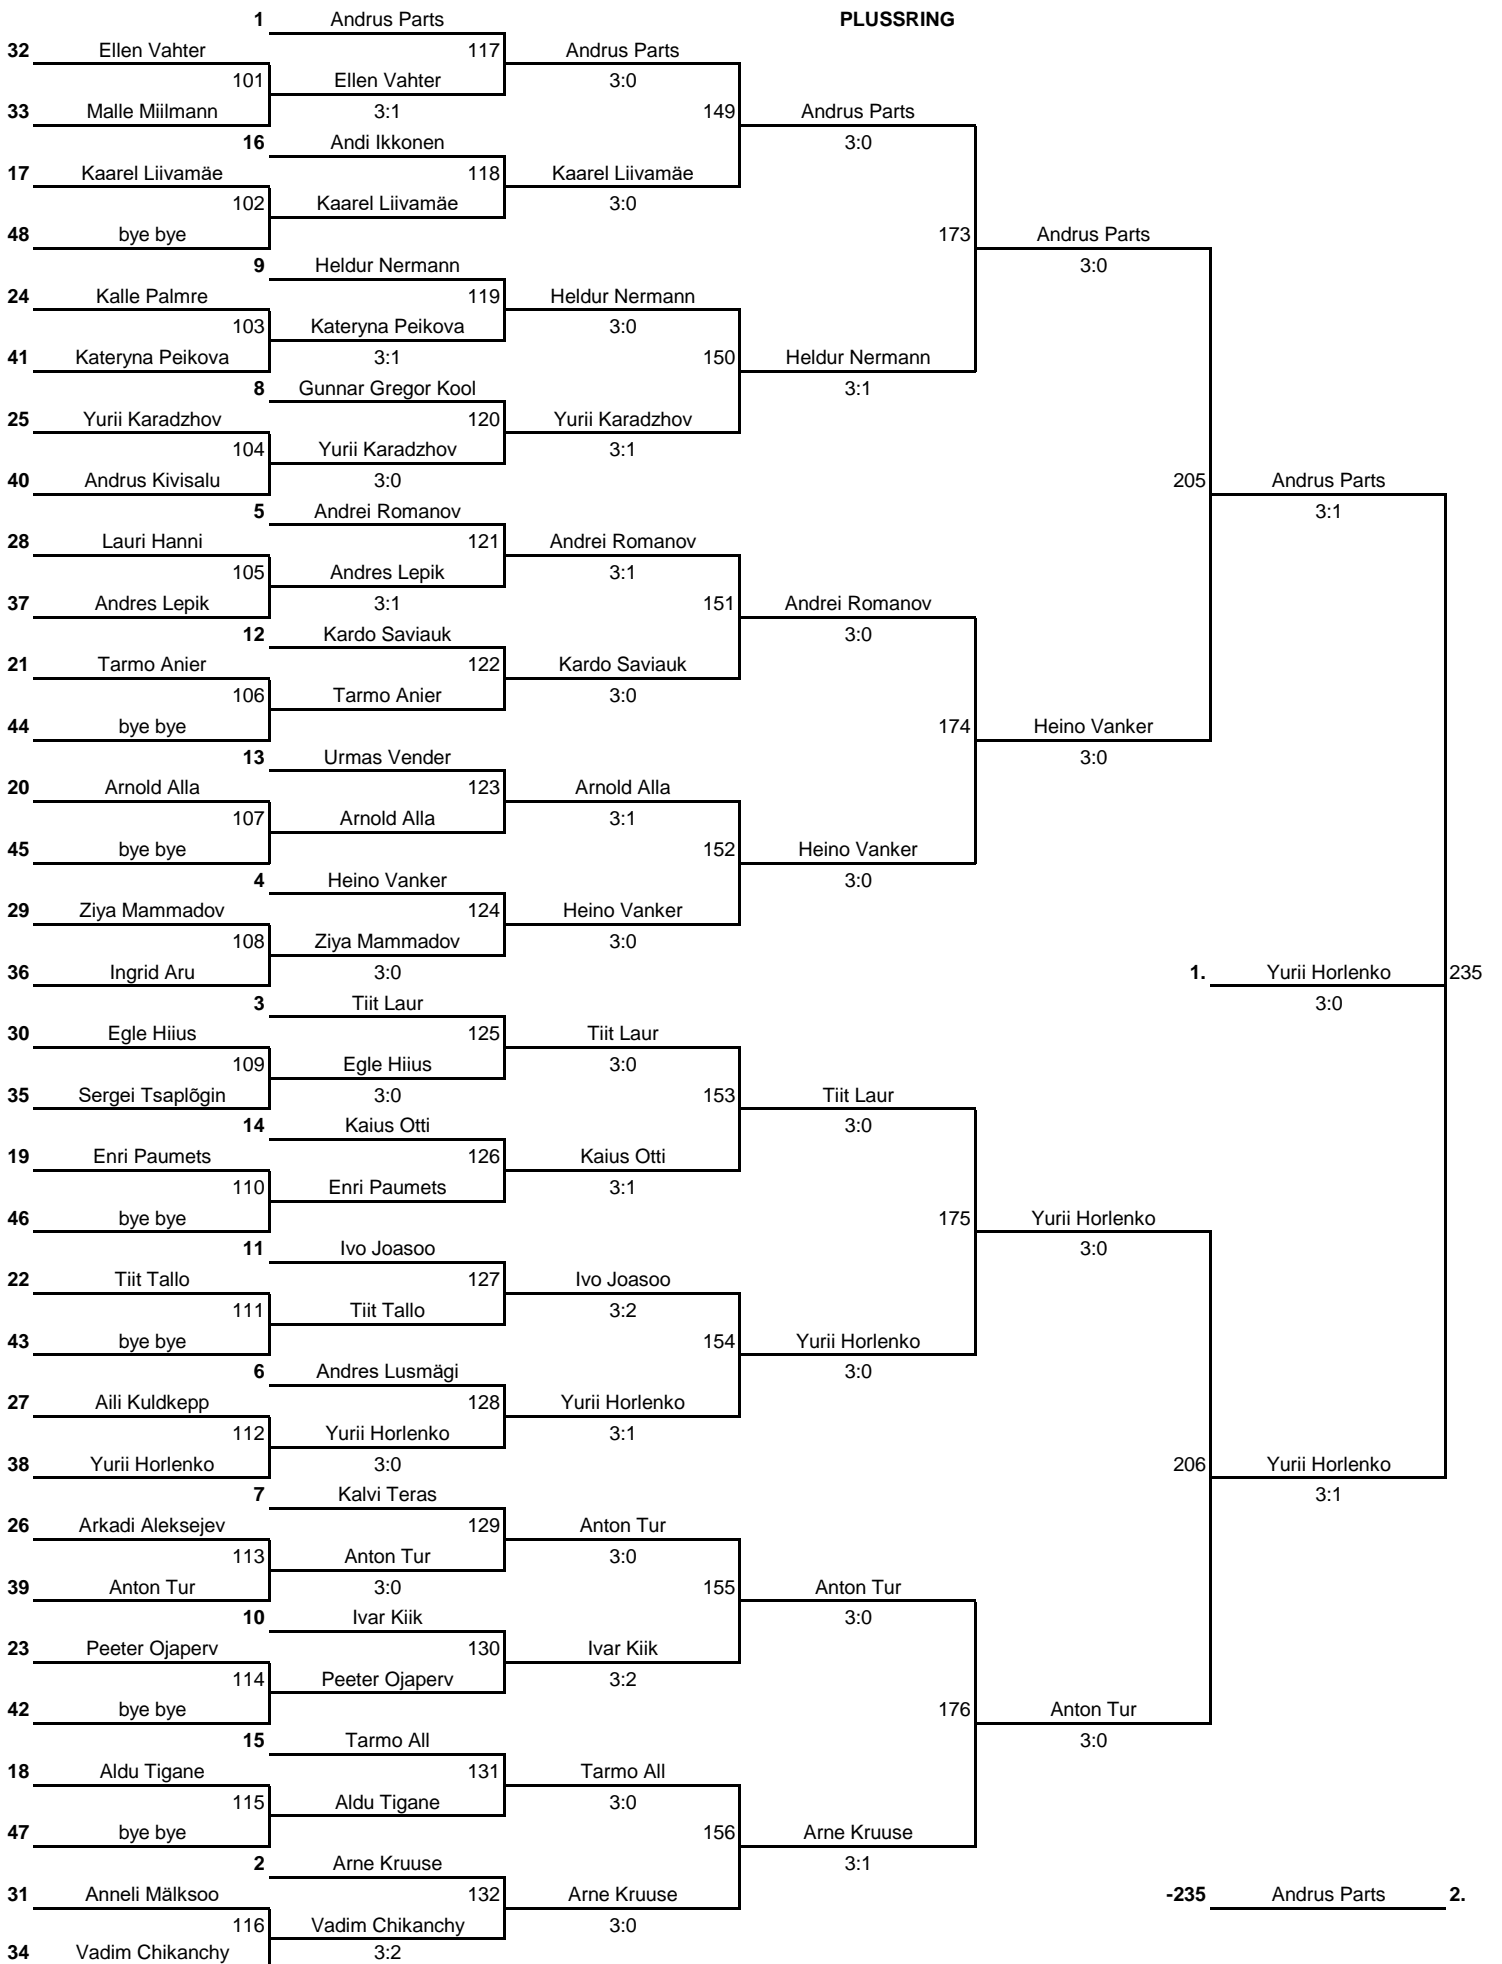 1 Andrus Parts PLUSSRING
32 Ellen Vahter 117 Andrus Parts
101 Ellen Vahter 3:0
33 Malle Miilmann 3:1 149 Andrus Parts
16 Andi Ikkonen 3:0
17 Kaarel Liivamäe 118 Kaarel Liivamäe
102 Kaarel Liivamäe 3:0
48 bye bye 173 Andrus Parts
9 Heldur Nermann 3:0
24 Kalle Palmre 119 Heldur Nermann
103 Kateryna Peikova 3:0
41 Kateryna Peikova 3:1 150 Heldur Nermann
8 Gunnar Gregor Kool 3:1
25 Yurii Karadzhov 120 Yurii Karadzhov
104 Yurii Karadzhov 3:1
40 Andrus Kivisalu 3:0 205 Andrus Parts
5 Andrei Romanov 3:1
28 Lauri Hanni 121 Andrei Romanov
105 Andres Lepik 3:1
37 Andres Lepik 3:1 151 Andrei Romanov
12 Kardo Saviauk 3:0
21 Tarmo Anier 122 Kardo Saviauk
106 Tarmo Anier 3:0
44 bye bye 174 Heino Vanker
13 Urmas Vender 3:0
20 Arnold Alla 123 Arnold Alla
107 Arnold Alla 3:1
45 bye bye 152 Heino Vanker
4 Heino Vanker 3:0
29 Ziya Mammadov 124 Heino Vanker
108 Ziya Mammadov 3:0
36 Ingrid Aru 3:0 1. Yurii Horlenko 235
3 Tiit Laur 3:0
30 Egle Hiius 125 Tiit Laur
109 Egle Hiius 3:0
35 Sergei Tsaplõgin 3:0 153 Tiit Laur
14 Kaius Otti 3:0
19 Enri Paumets 126 Kaius Otti
110 Enri Paumets 3:1
46 bye bye 175 Yurii Horlenko
11 Ivo Joasoo 3:0
22 Tiit Tallo 127 Ivo Joasoo
111 Tiit Tallo 3:2
43 bye bye 154 Yurii Horlenko
6 Andres Lusmägi 3:0
27 Aili Kuldkepp 128 Yurii Horlenko
112 Yurii Horlenko 3:1
38 Yurii Horlenko 3:0 206 Yurii Horlenko
7 Kalvi Teras 3:1
26 Arkadi Aleksejev 129 Anton Tur
113 Anton Tur 3:0
39 Anton Tur 3:0 155 Anton Tur
10 Ivar Kiik 3:0
23 Peeter Ojaperv 130 Ivar Kiik
114 Peeter Ojaperv 3:2
42 bye bye 176 Anton Tur
15 Tarmo All 3:0
18 Aldu Tigane 131 Tarmo All
115 Aldu Tigane 3:0
47 bye bye 156 Arne Kruuse
2 Arne Kruuse 3:1
31 Anneli Mälksoo 132 Arne Kruuse -235 Andrus Parts 2.
116 Vadim Chikanchy 3:0
34 Vadim Chikanchy 3:2